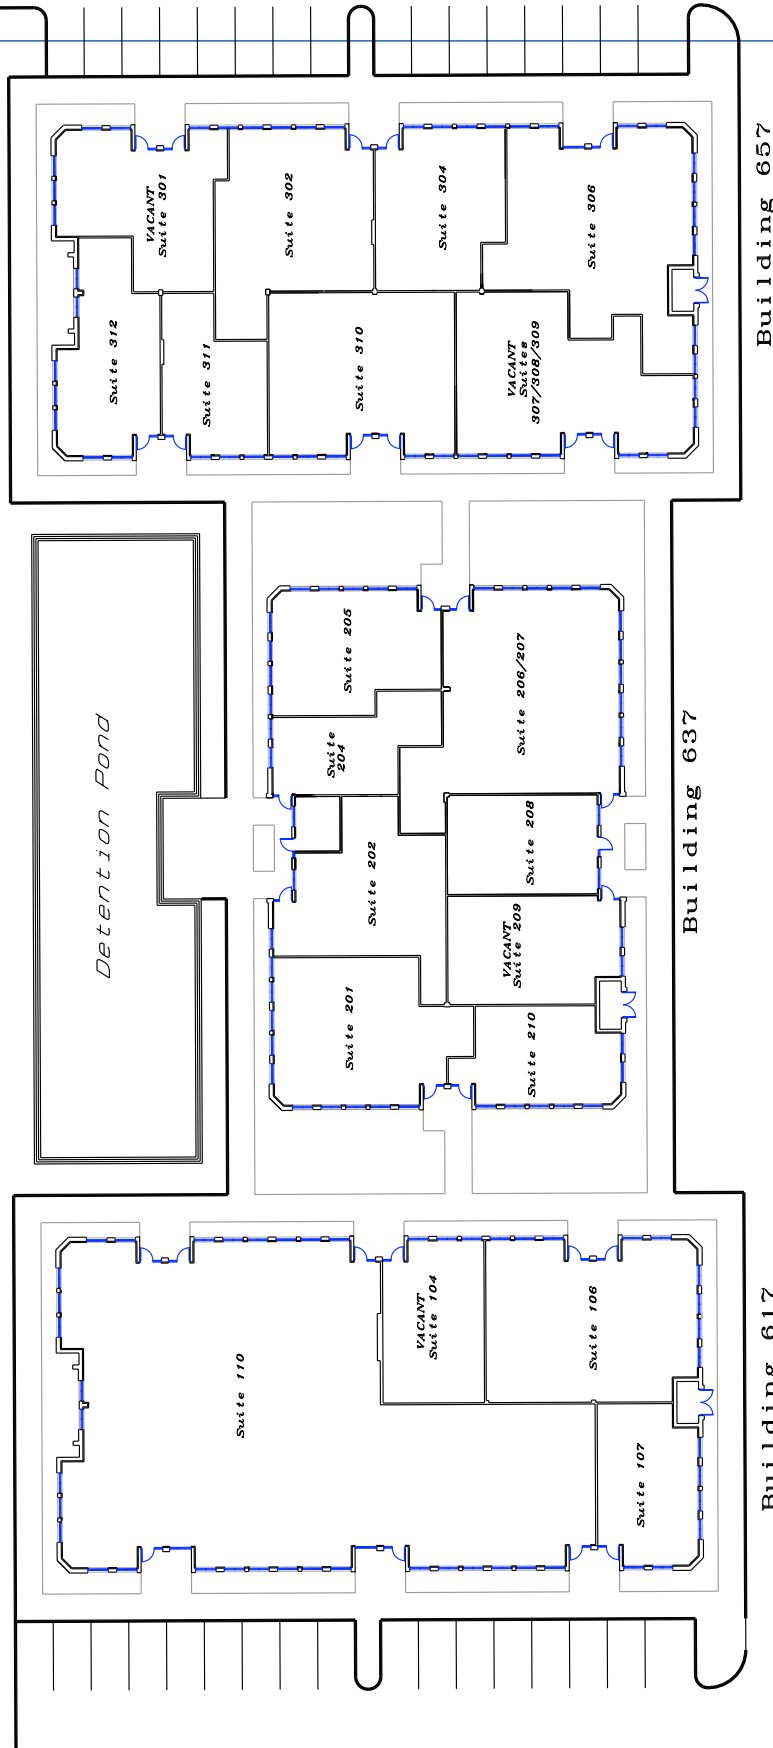 Building 657
VACANT
Suite 301
Suite 302
Suite 304
Suite 306
Suite 312
Suite 311
Suite 310
VACANT
Suites
307/308/309
Detention Pond
Building 637
Suite 205
Suite 206/207
Suite
204
Suite 202
Suite 208
VACANT
Suite 209
Suite 201
Suite 210
Building 617
Suite 110
VACANT
Suite 104
Suite 106
Suite 107